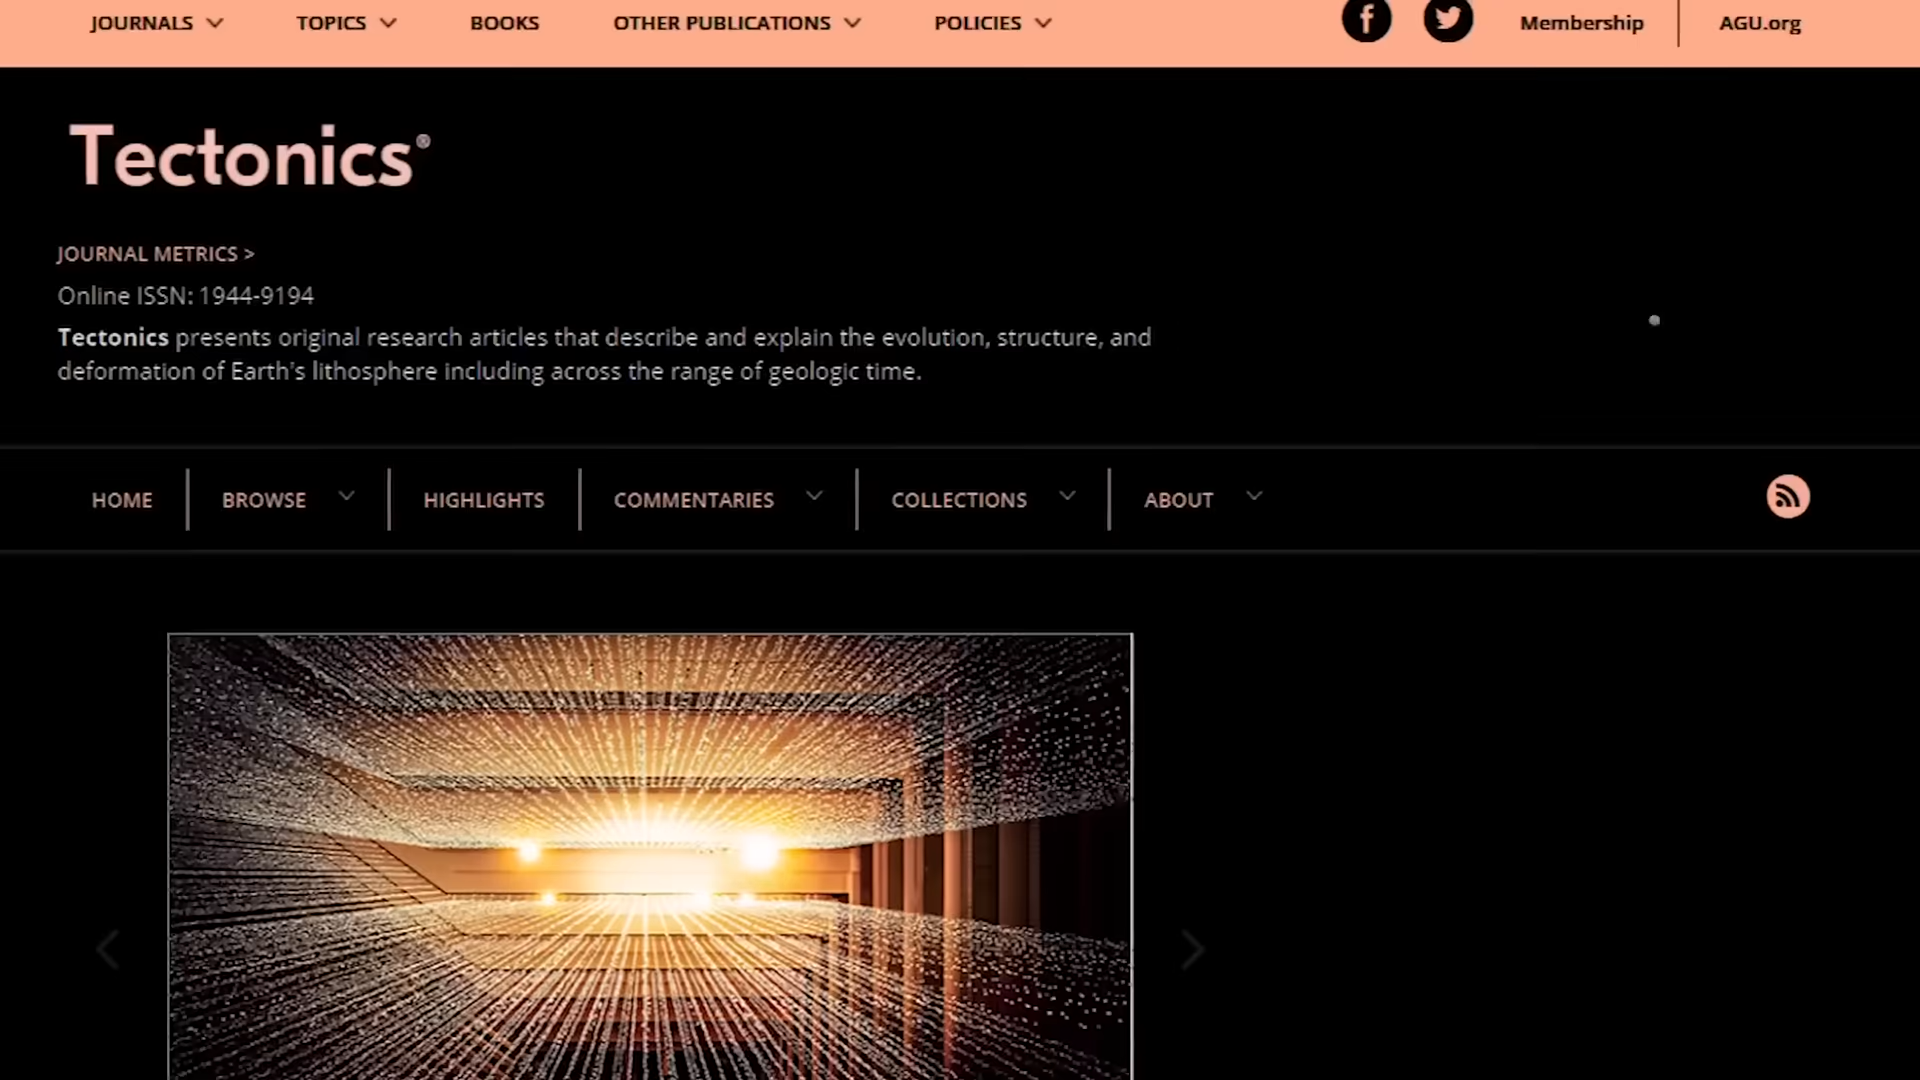 JOURNALS
TOPICS
BOOKS
OTHER PUBLICATIONS
POLICIES
Membership
AGU.org
Tectonics®
JOURNAL METRICS >
Online ISSN: 1944-9194
Tectonics presents original research articles that describe and explain the evolution, structure, and
deformation of Earth's lithosphere including across the range of geologic time.
HOME
BROWSE
HIGHLIGHTS
COMMENTARIES
COLLECTIONS
ABOUT